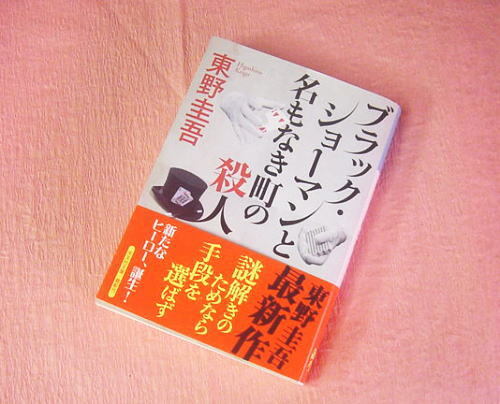 ブラック・
ショーマンと
名もなき町の
殺人
東野圭吾
Higashino
Keigo
東野圭吾
最新作
謎解きの
ためなら
手段を
選ばず
新たな
ヒーロー、誕生!